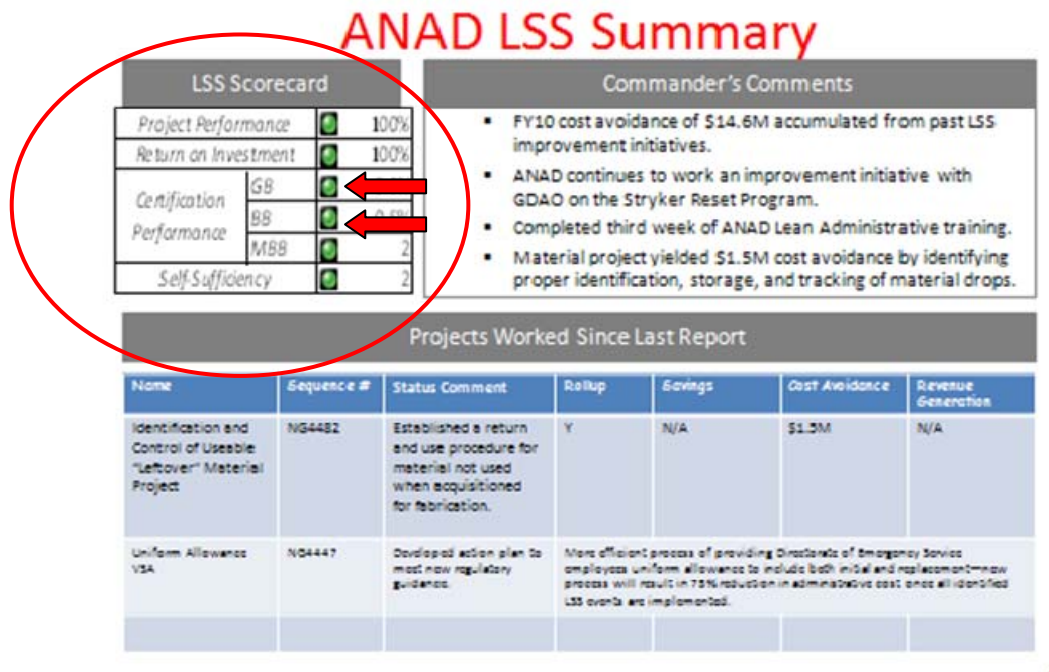 ANAD LSS Summary
LSS Scorecard
Project Performance 100%
Return on Investment 100%
Certification Performance
GB
BB
MBB 2
Self-Sufficiency 2
Commander's Comments
▪ FY10 cost avoidance of $14.6M accumulated from past LSS
improvement initiatives.
▪ ANAD continues to work an improvement initiative with
GDAO on the Stryker Reset Program.
▪ Completed third week of ANAD Lean Administrative training.
▪ Material project yielded $1.5M cost avoidance by identifying
proper identification, storage, and tracking of material drops.
Projects Worked Since Last Report
Name Sequence # Status Comment Rollup Savings Cost Avoidance Revenue Generation
Identification and
Control of Useable
"Leftover" Material
Project
NG4482
Established a return
and use procedure for
material not used
when acquisitioned
for fabrication.
Y
N/A
$1.5M
N/A
Uniform Allowance
VSA
NG4447
Developed action plan to
meet new regulatory
guidance.
More efficient process of providing Directorate of Emergency Service
employees uniform allowance to include both initial and replacement—new
process will result in 75% reduction in administrative cost once all identified
LSS events are implemented.